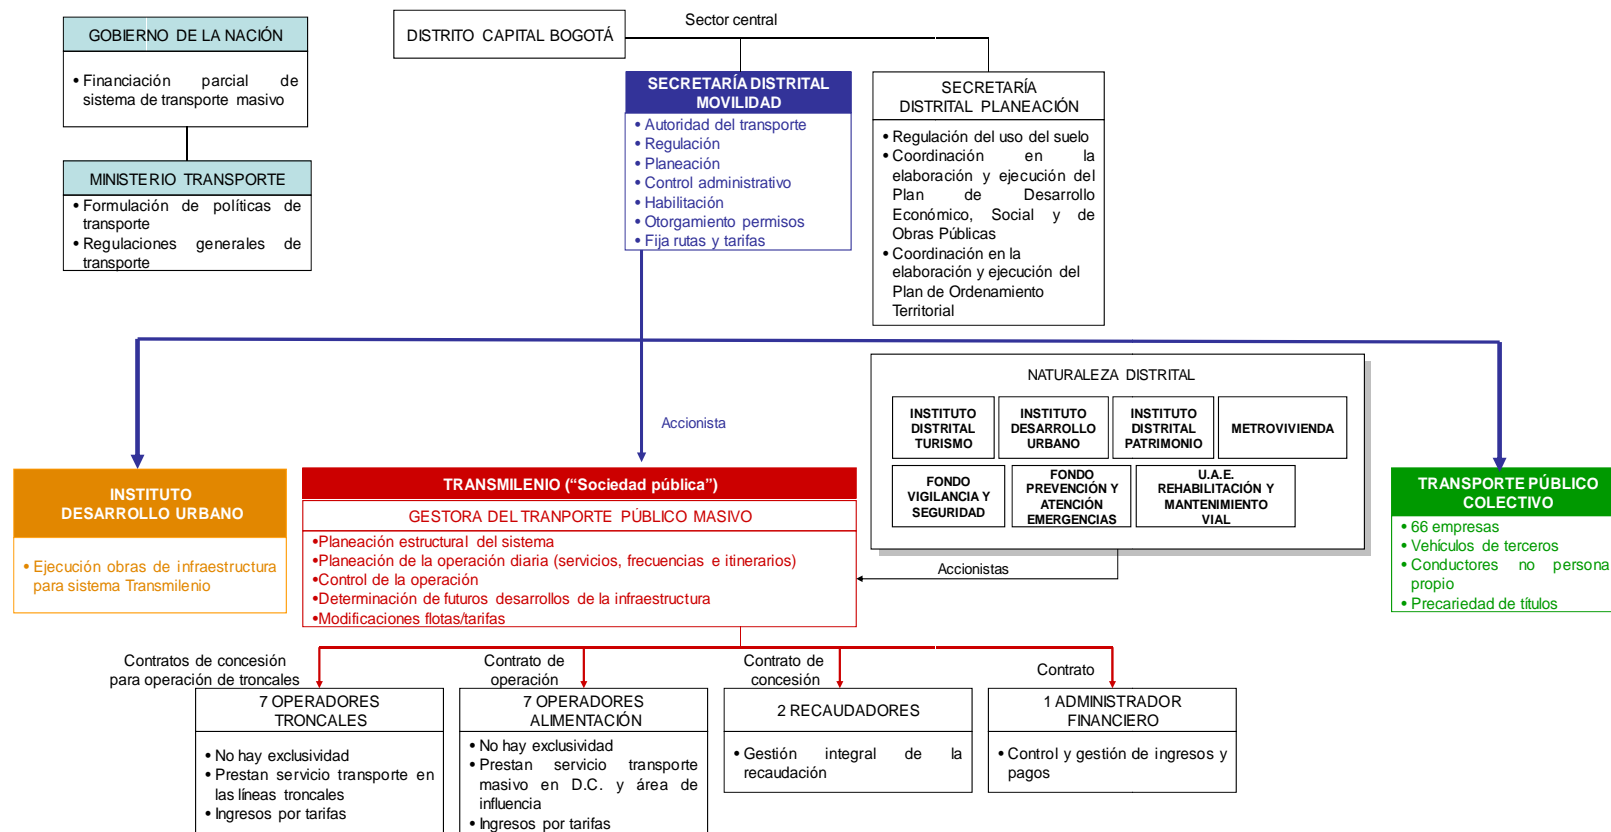 GOBIERNO DE LA NACIÓN
• Financiación parcial de
sistema de transporte masivo
MINISTERIO TRANSPORTE
• Formulación de políticas de
transporte
• Regulaciones generales de
transporte
DISTRITO CAPITAL BOGOTÁ
Sector central
SECRETARÍA DISTRITAL
MOVILIDAD
• Autoridad del transporte
• Regulación
• Planeación
• Control administrativo
• Habilitación
• Otorgamiento permisos
• Fija rutas y tarifas
SECRETARÍA
DISTRITAL PLANEACIÓN
• Regulación del uso del suelo
• Coordinación en la
elaboración y ejecución del
Plan de Desarrollo
Económico, Social y de
Obras Públicas
• Coordinación en la
elaboración y ejecución del
Plan de Ordenamiento
Territorial
Accionista
NATURALEZA DISTRITAL
INSTITUTO
DISTRITAL
TURISMO
INSTITUTO
DESARROLLO
URBANO
INSTITUTO
DISTRITAL
PATRIMONIO
METROVIVIENDA
FONDO
VIGILANCIA Y
SEGURIDAD
FONDO
PREVENCIÓN Y
ATENCIÓN
EMERGENCIAS
U.A.E.
REHABILITACIÓN Y
MANTENIMIENTO
VIAL
Accionistas
INSTITUTO
DESARROLLO URBANO
• Ejecución obras de infraestructura
para sistema Transmilenio
TRANSMILENIO (“Sociedad pública”)
GESTORA DEL TRANPORTE PÚBLICO MASIVO
•Planeación estructural del sistema
•Planeación de la operación diaria (servicios, frecuencias e itinerarios)
•Control de la operación
•Determinación de futuros desarrollos de la infraestructura
•Modificaciones flotas/tarifas
TRANSPORTE PÚBLICO
COLECTIVO
• 66 empresas
• Vehículos de terceros
• Conductores no persona
propio
• Precariedad de títulos
Contratos de concesión
para operación de troncales
Contrato de
operación
Contrato de
concesión
Contrato
7 OPERADORES
TRONCALES
• No hay exclusividad
• Prestan servicio transporte en
las líneas troncales
• Ingresos por tarifas
7 OPERADORES
ALIMENTACIÓN
• No hay exclusividad
• Prestan servicio transporte
masivo en D.C. y área de
influencia
• Ingresos por tarifas
2 RECAUDADORES
• Gestión integral de la
recaudación
1 ADMINISTRADOR
FINANCIERO
• Control y gestión de ingresos y
pagos